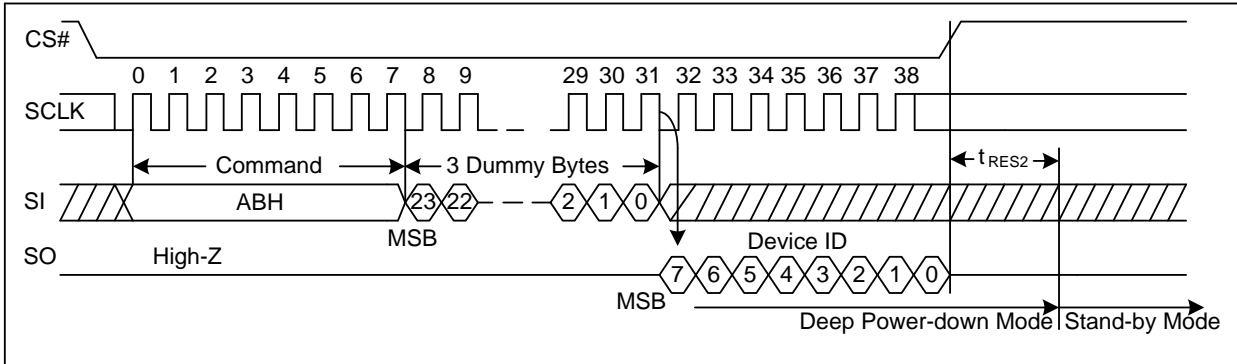 CS#
0 1 2 3 4 5 6 7 8 9 29 30 31 32 33 34 35 36 37 38
SCLK
Command 3 Dummy Bytes tRES2
SI ABH 23 22 2 1 0
MSB
SO High-Z Device ID
7 6 5 4 3 2 1 0
MSB
Deep Power-down Mode Stand-by Mode